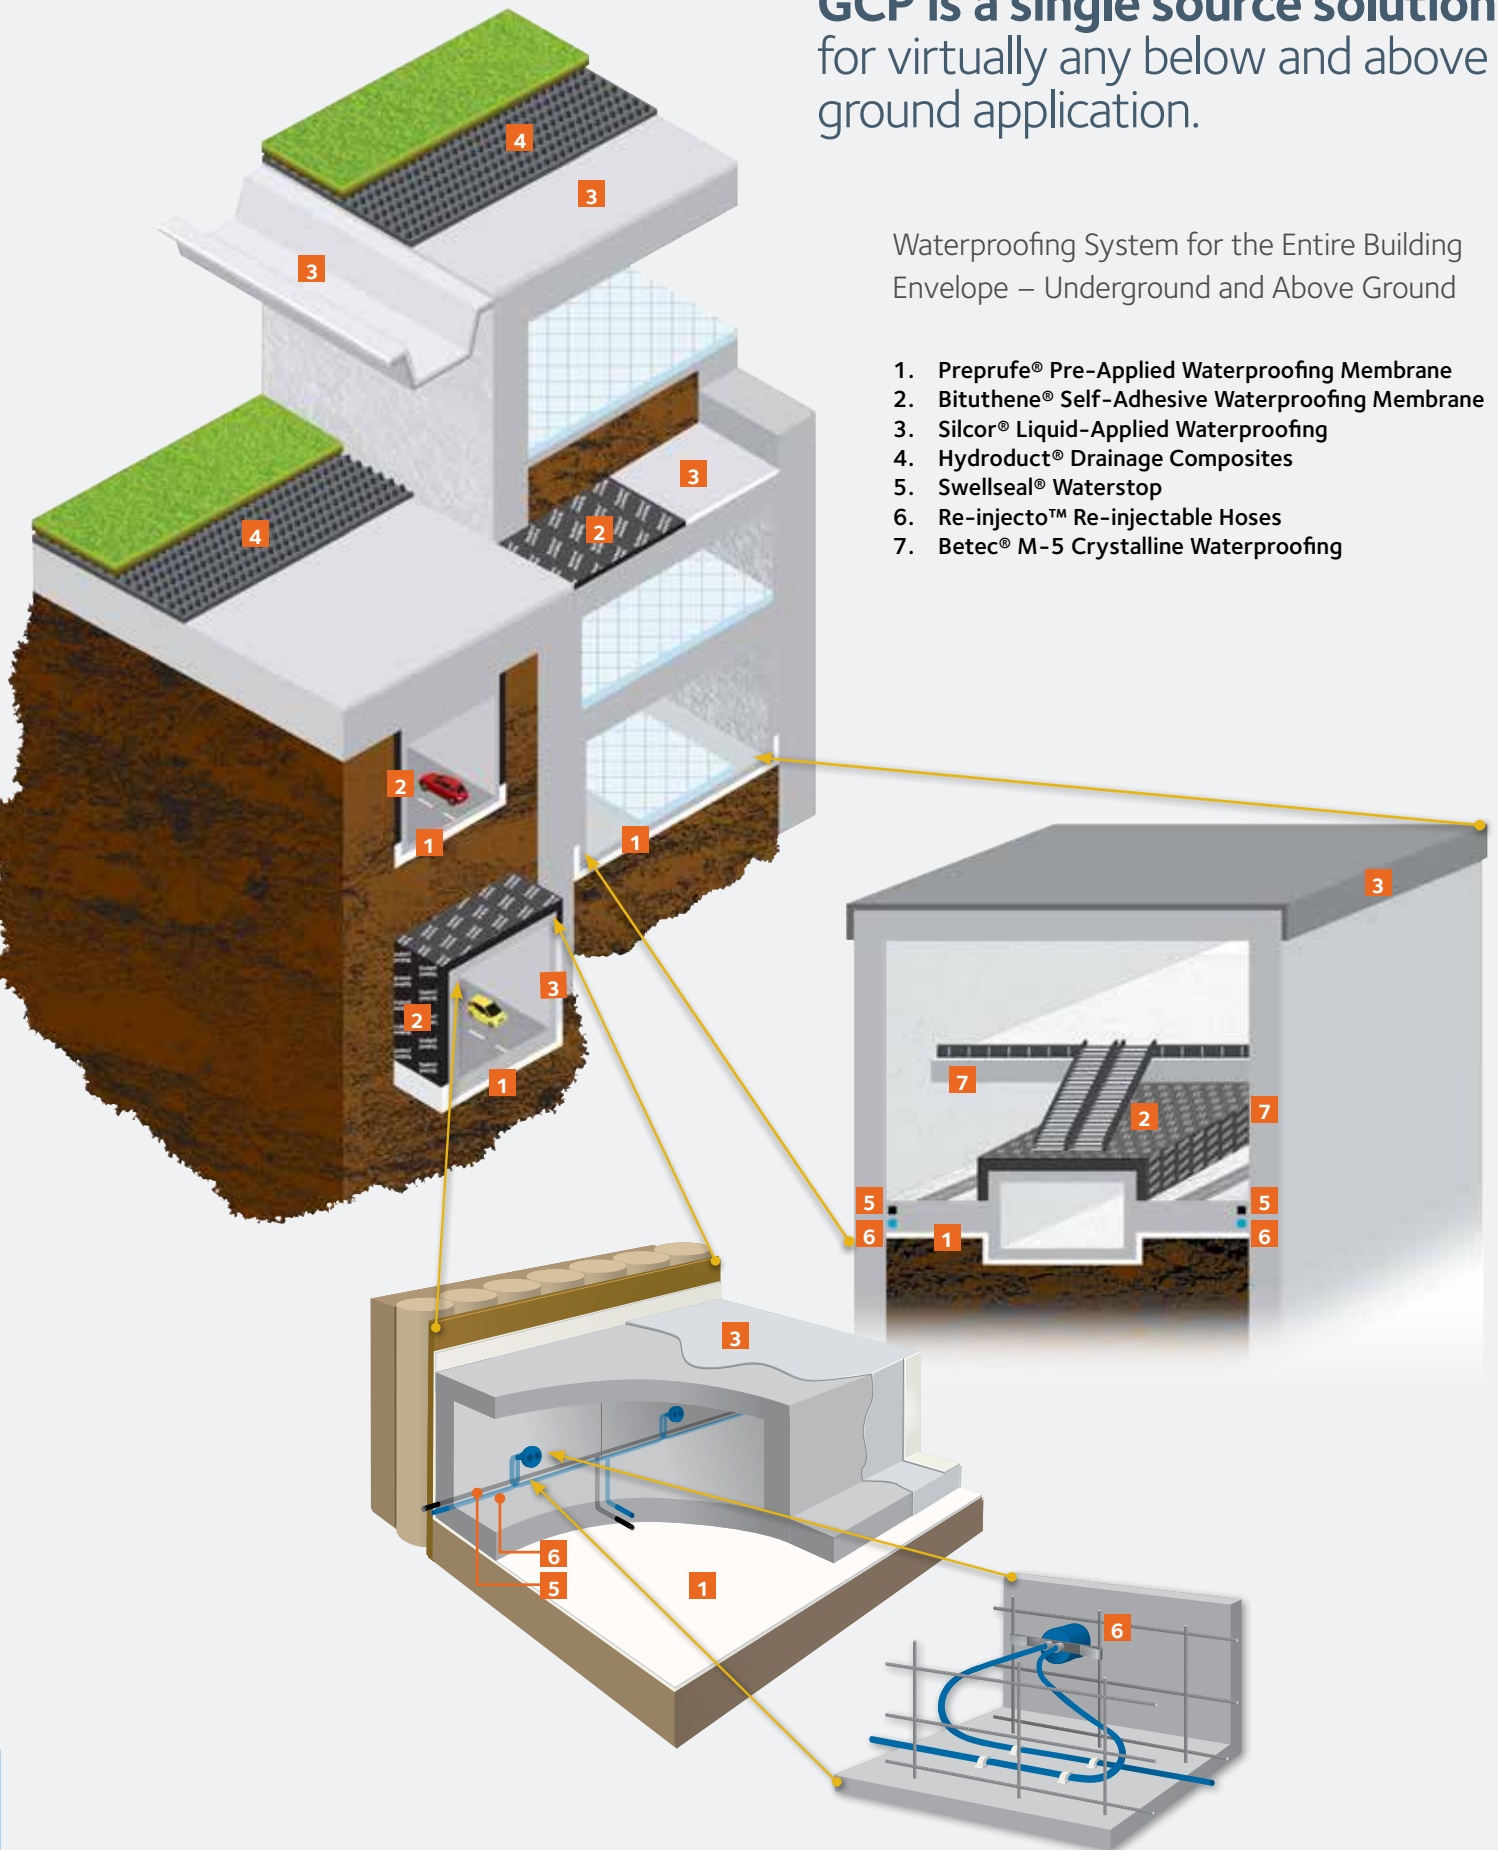 GCP is a single source solution
for virtually any below and above
ground application.
Waterproofing System for the Entire Building
Envelope – Underground and Above Ground
1. Preprufe® Pre-Applied Waterproofing Membrane
2. Bituthene® Self-Adhesive Waterproofing Membrane
3. Silcor® Liquid-Applied Waterproofing
4. Hydroduct® Drainage Composites
5. Swellseal® Waterstop
6. Re-injecto™ Re-injectable Hoses
7. Betec® M-5 Crystalline Waterproofing
4
3
3
3
2
4
2
1
1
3
3
2
1
7
2
7
5
5
6
1
6
3
6
5
1
6